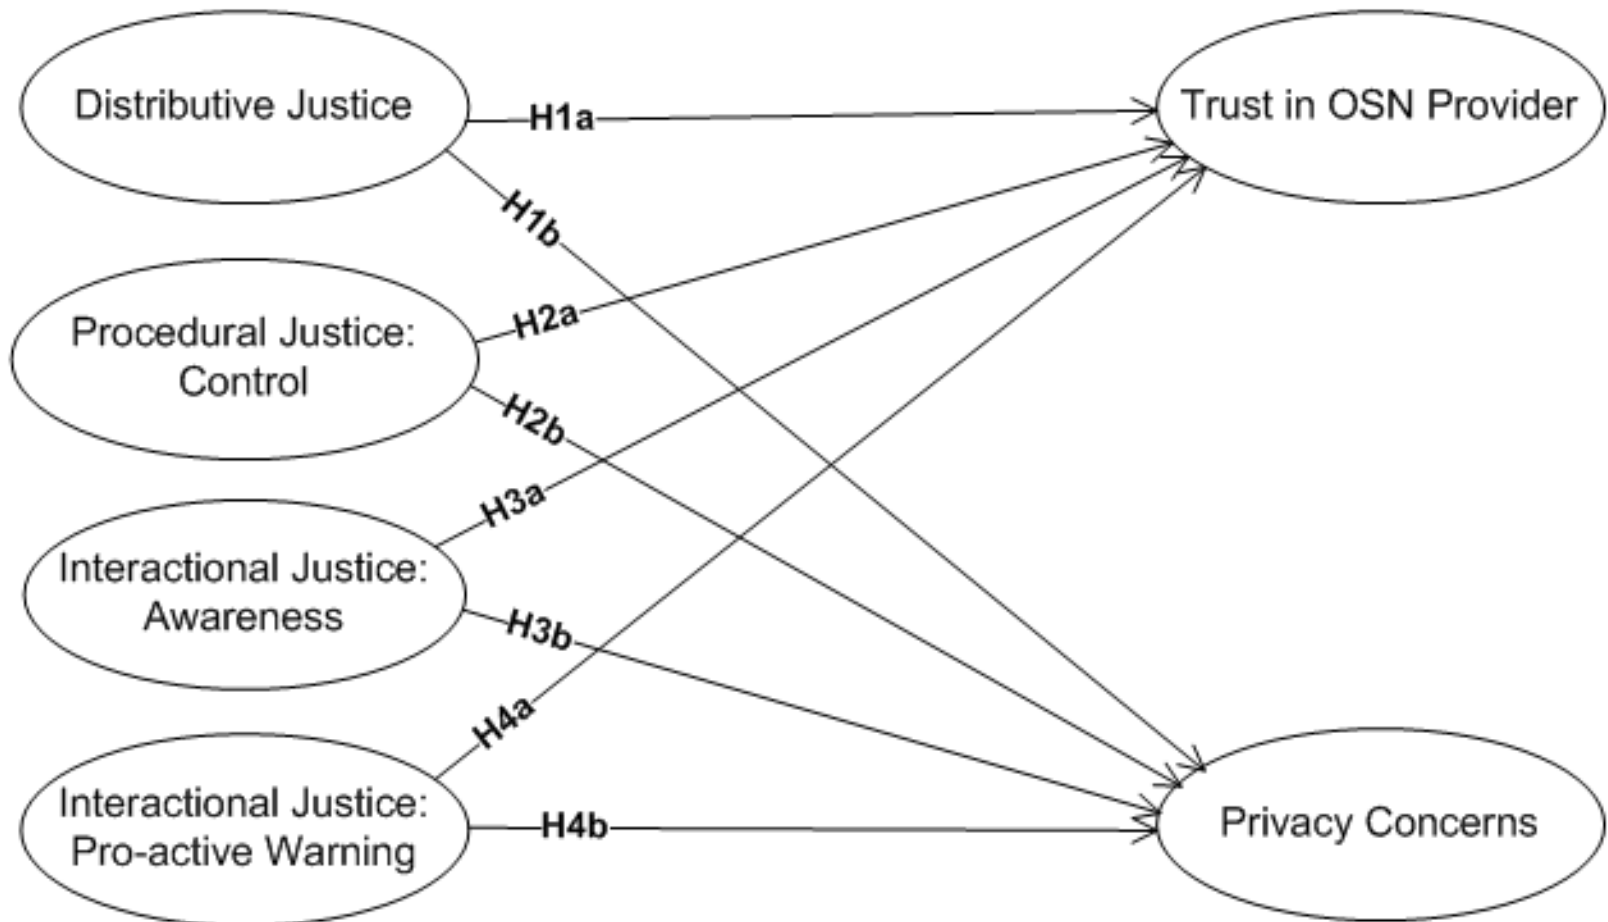 Distributive Justice
H1a
Trust in OSN Provider
H1b
Procedural Justice:
Control
H2a
H2b
Interactional Justice:
Awareness
H3a
H3b
Interactional Justice:
Pro-active Warning
H4a
H4b
Privacy Concerns